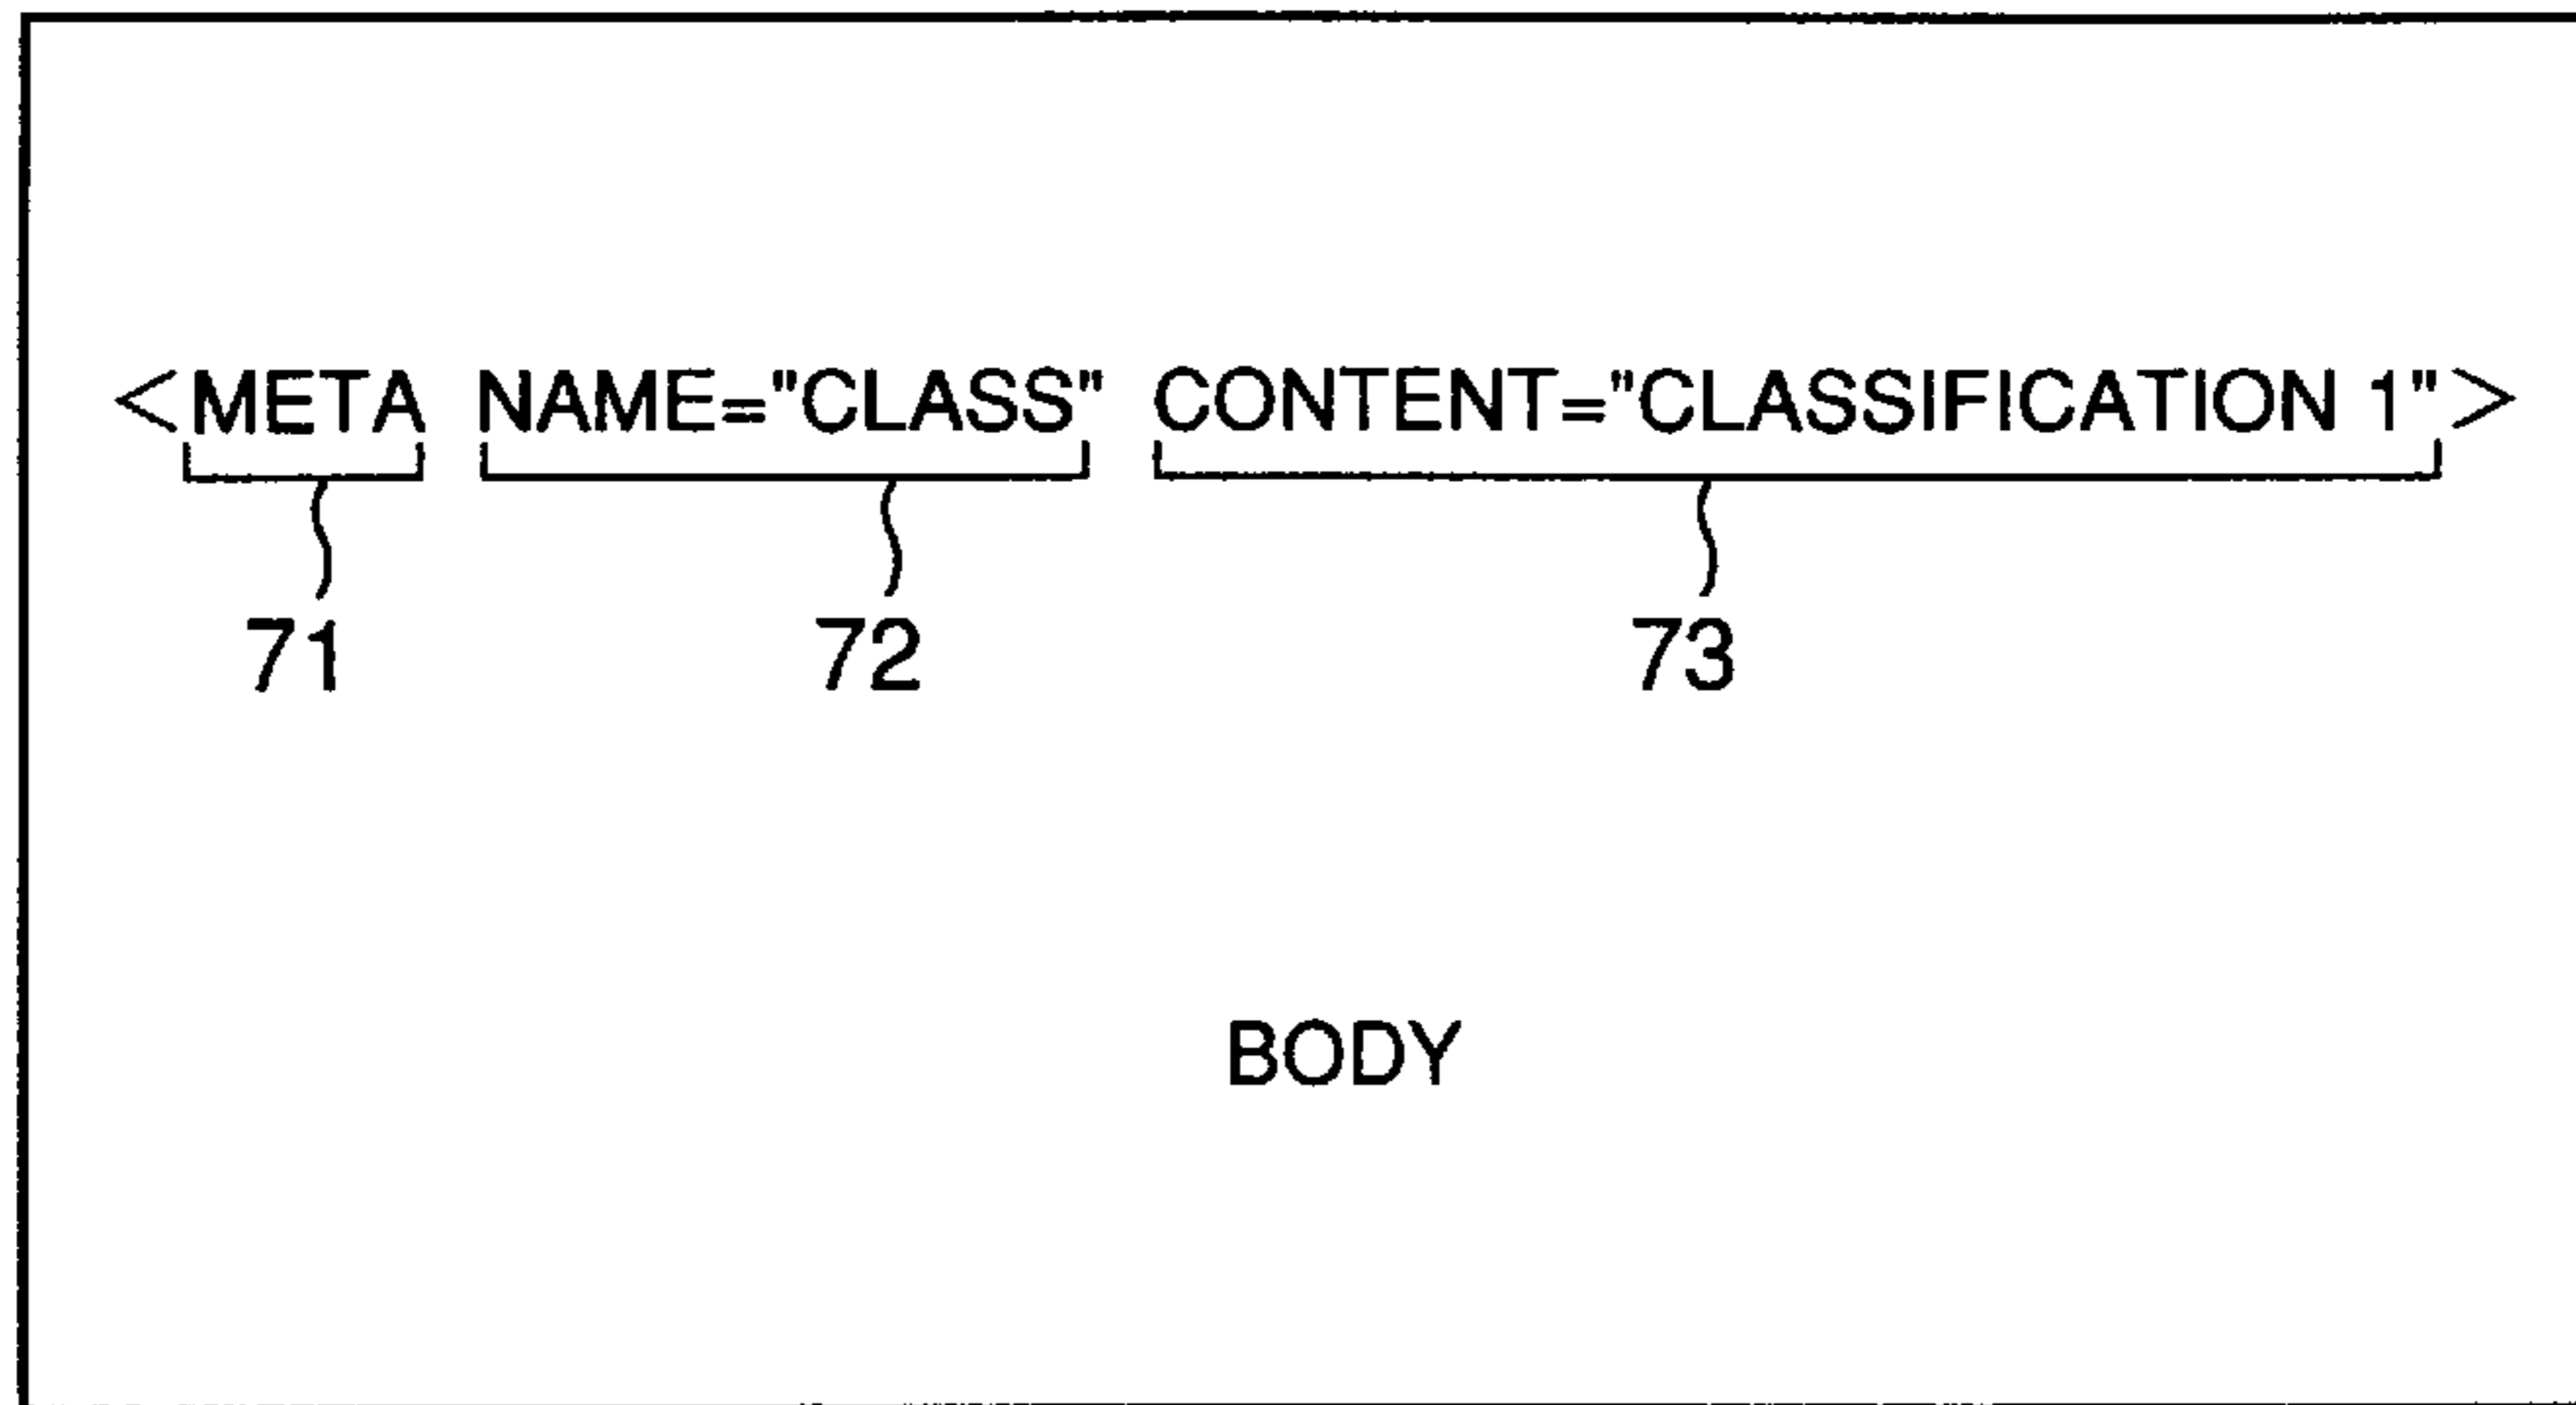 <META NAME="CLASS" CONTENT="CLASSIFICATION 1">
71 72 73
BODY